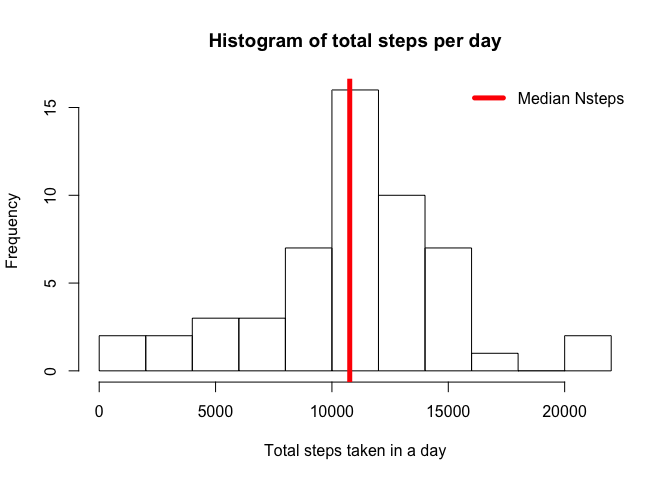 Histogram of total steps per day
Median Nsteps
Frequency
15
10
5
0
0 5000 10000 15000 20000
Total steps taken in a day